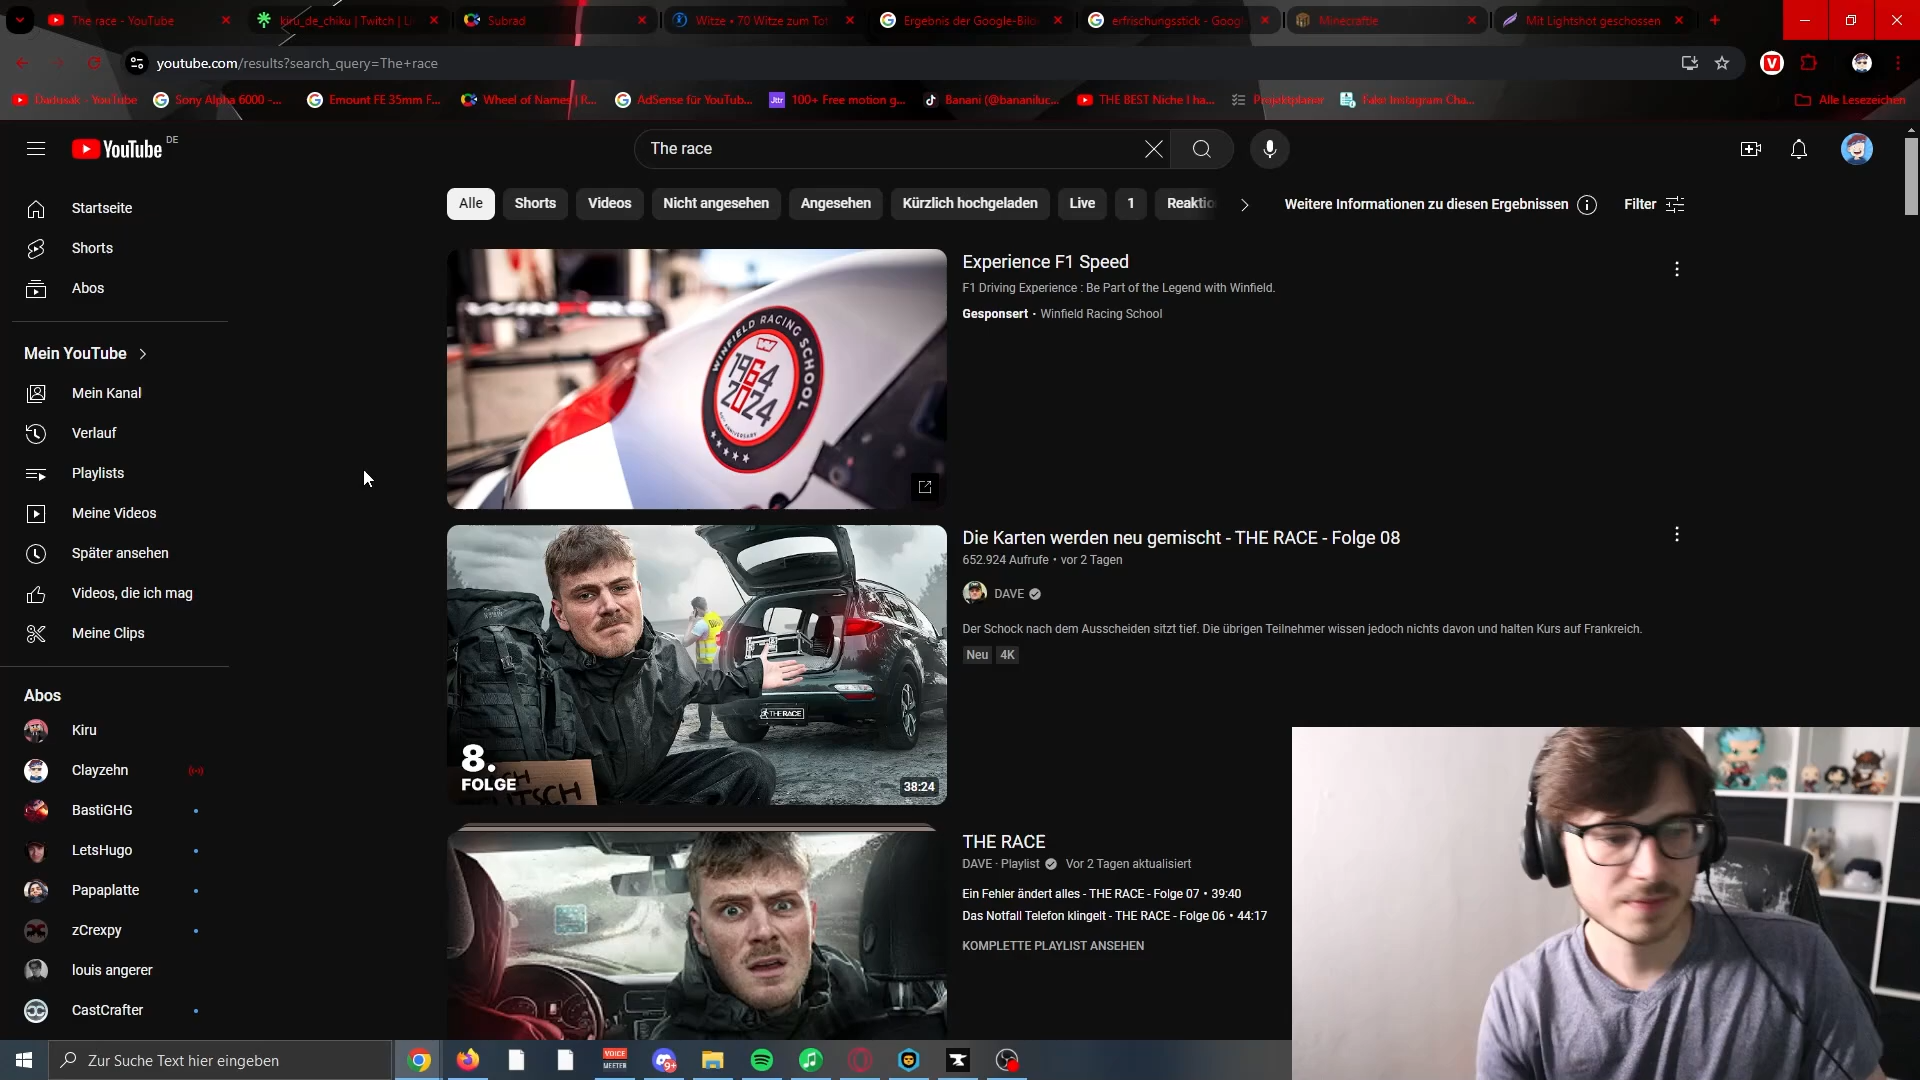 The race - YouTube
kiru_de_chiku | Twitch | Li
Subrad
Witze • 70 Witze zum Tot
Ergebnis der Google-Bild
erfrischungsstick - Googl
Minecraftle
Mit Lightshot geschossen
youtube.com/results?search_query=The+race
Dadusak - YouTube
Sony Alpha 6000 -...
Emount FE 35mm F...
Wheel of Names | R...
AdSense für YouTub...
100+ Free motion g...
Banani (@bananiluc...
THE BEST Niche I ha...
Projektplaner
Fake Instagram Cha...
Alle Lesezeichen
YouTube DE
The race
Alle
Shorts
Videos
Nicht angesehen
Angesehen
Kürzlich hochgeladen
Live
1
Reaktio
Weitere Informationen zu diesen Ergebnissen
Filter
Startseite
Shorts
Abos
Mein YouTube
Mein Kanal
Verlauf
Playlists
Meine Videos
Später ansehen
Videos, die ich mag
Meine Clips
Abos
Kiru
Clayzehn
BastiGHG
LetsHugo
Papaplatte
zCrexpy
louis angerer
CastCrafter
WINFIELD RACING SCHOOL
1964
2024
ANNIVERSARY
Experience F1 Speed
F1 Driving Experience : Be Part of the Legend with Winfield.
Gesponsert • Winfield Racing School
THE RACE
8.
FOLGE
38:24
Die Karten werden neu gemischt - THE RACE - Folge 08
652.924 Aufrufe • vor 2 Tagen
DAVE
Der Schock nach dem Ausscheiden sitzt tief. Die übrigen Teilnehmer wissen jedoch nichts davon und halten Kurs auf Frankreich.
Neu
4K
THE RACE
DAVE · Playlist
Vor 2 Tagen aktualisiert
Ein Fehler ändert alles - THE RACE - Folge 07 • 39:40
Das Notfall Telefon klingelt - THE RACE - Folge 06 • 44:17
KOMPLETTE PLAYLIST ANSEHEN
Zur Suche Text hier eingeben
VOICE
MEETER
9+